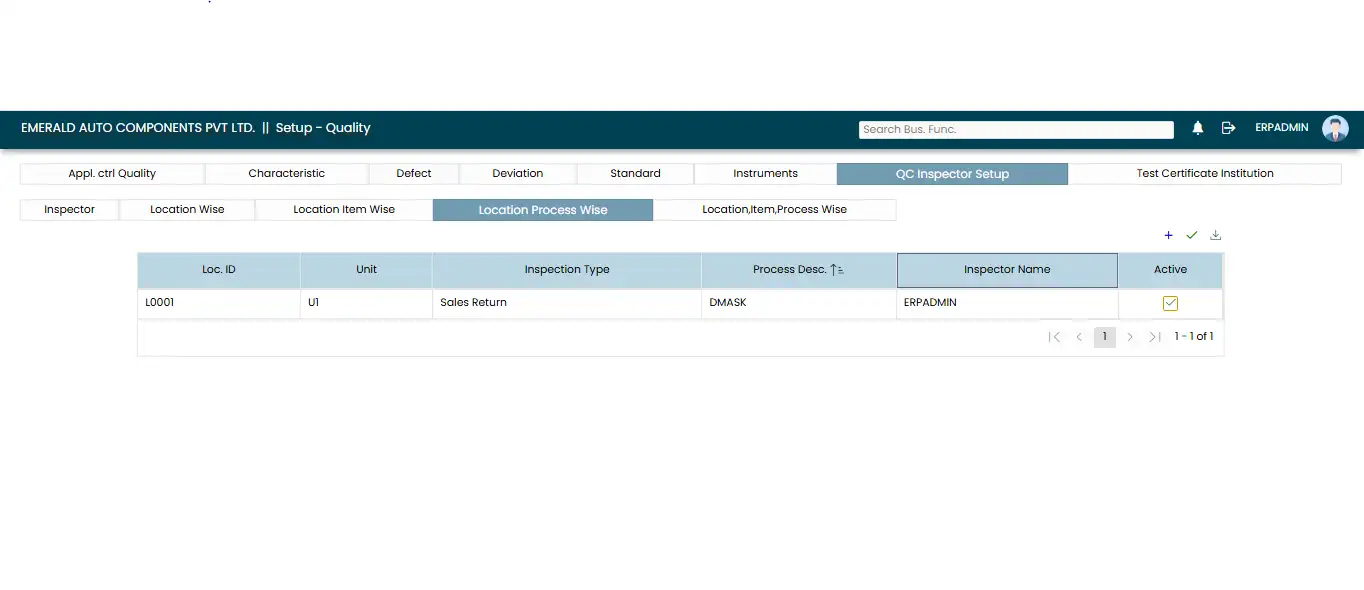 EMERALD AUTO COMPONENTS PVT LTD. || Setup - Quality Search Bus. Func. ERPADMIN
Appl. ctrl Quality Characteristic Defect Deviation Standard Instruments QC Inspector Setup Test Certificate Institution
Inspector Location Wise Location Item Wise Location Process Wise Location,Item,Process Wise
Loc. ID Unit Inspection Type Process Desc. Inspector Name Active
L0001 U1 Sales Return DMASK ERPADMIN
1 1 - 1 of 1